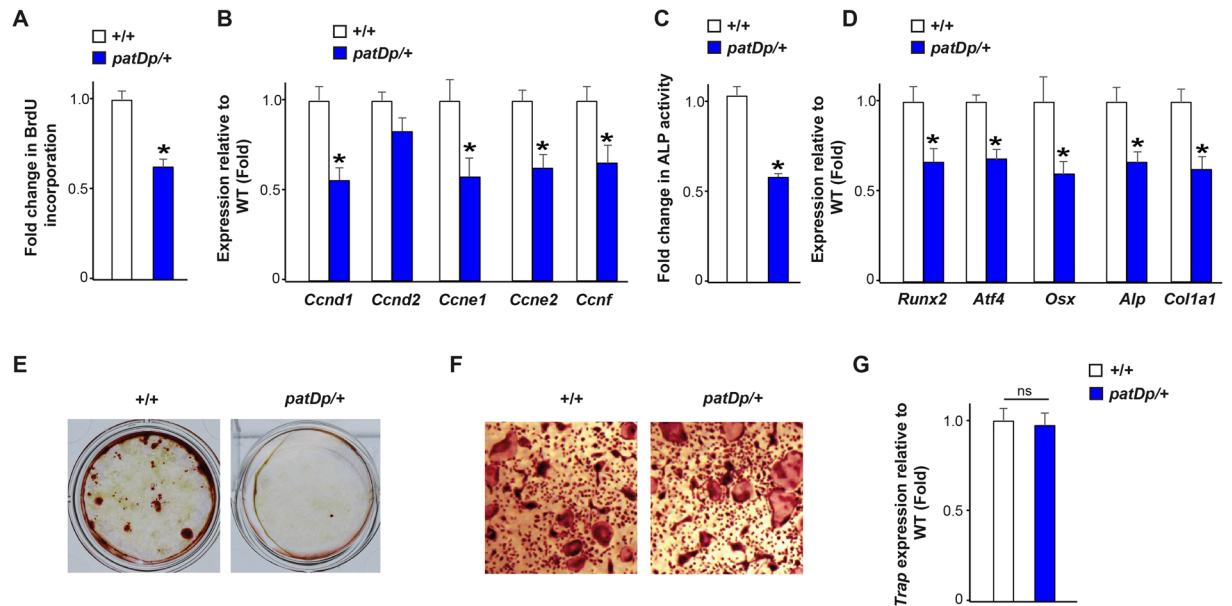 A
+/+
patDp/+
Fold change in BrdU
incorporation
1.0
0.5
0
*
B
+/+
patDp/+
Expression relative to
WT (Fold)
1.0
0.5
0
*
*
*
*
Ccnd1 Ccnd2 Ccne1 Ccne2 Ccnf
C
+/+
patDp/+
Fold change in ALP activity
1.0
0.5
0
*
D
+/+
patDp/+
Expression relative to
WT (Fold)
1.0
0.5
0
*
*
*
*
*
Runx2 Atf4 Osx Alp Col1a1
E
+/+ patDp/+
F
+/+ patDp/+
G
+/+
patDp/+
Trap expression relative to
WT (Fold)
ns
1.0
0.5
0